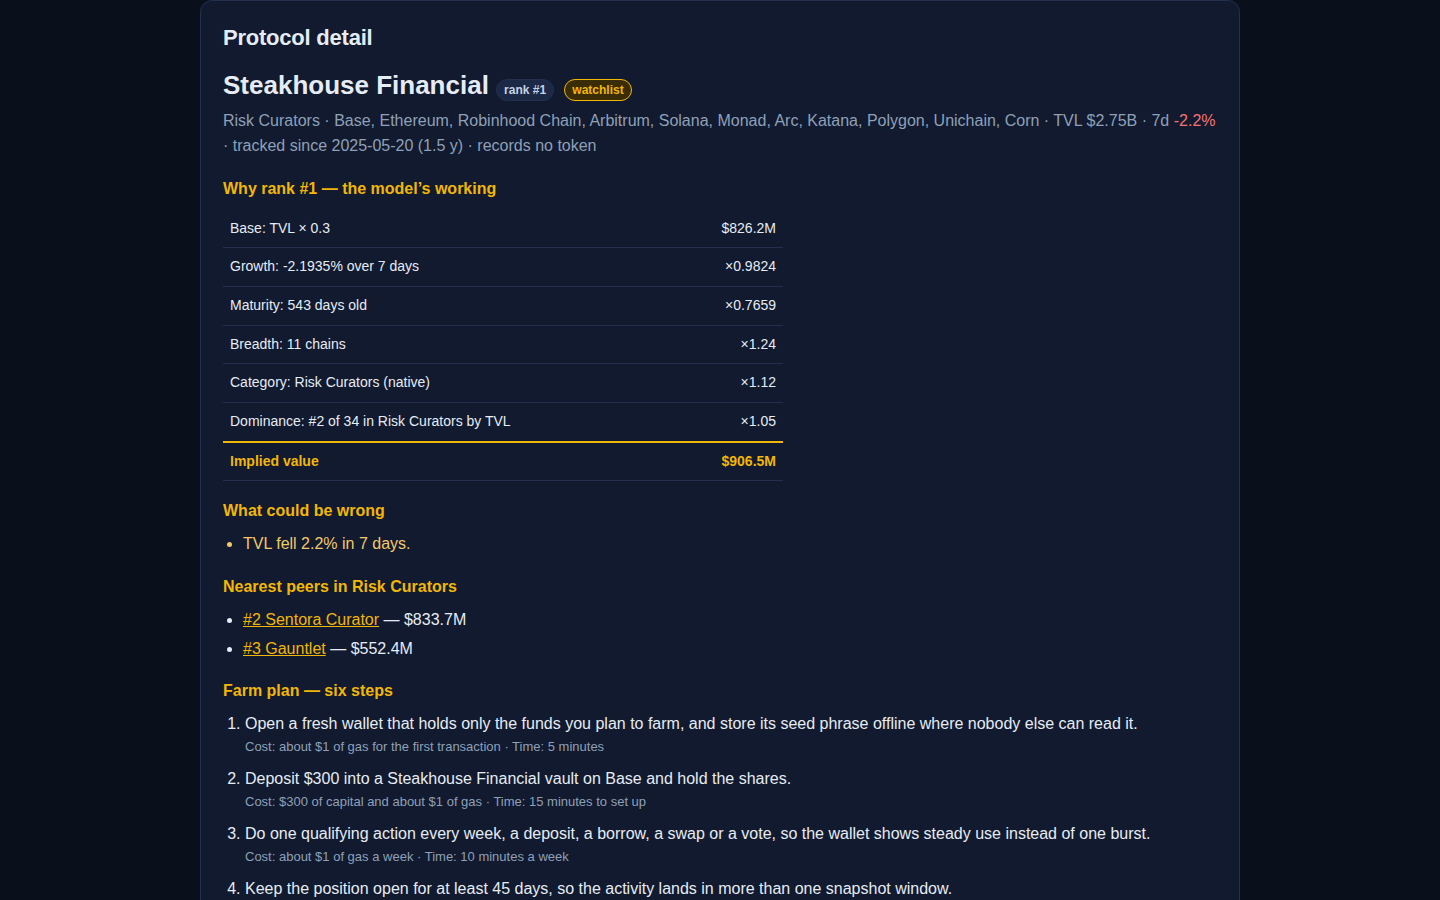 Protocol detail
Steakhouse Financial rank #1 watchlist
Risk Curators · Base, Ethereum, Robinhood Chain, Arbitrum, Solana, Monad, Arc, Katana, Polygon, Unichain, Corn · TVL $2.75B · 7d -2.2%
· tracked since 2025-05-20 (1.5 y) · records no token
Why rank #1 — the model’s working
Base: TVL × 0.3 $826.2M
Growth: -2.1935% over 7 days ×0.9824
Maturity: 543 days old ×0.7659
Breadth: 11 chains ×1.24
Category: Risk Curators (native) ×1.12
Dominance: #2 of 34 in Risk Curators by TVL ×1.05
Implied value $906.5M
What could be wrong
• TVL fell 2.2% in 7 days.
Nearest peers in Risk Curators
• #2 Sentora Curator — $833.7M
• #3 Gauntlet — $552.4M
Farm plan — six steps
1. Open a fresh wallet that holds only the funds you plan to farm, and store its seed phrase offline where nobody else can read it.
Cost: about $1 of gas for the first transaction · Time: 5 minutes
2. Deposit $300 into a Steakhouse Financial vault on Base and hold the shares.
Cost: $300 of capital and about $1 of gas · Time: 15 minutes to set up
3. Do one qualifying action every week, a deposit, a borrow, a swap or a vote, so the wallet shows steady use instead of one burst.
Cost: about $1 of gas a week · Time: 10 minutes a week
4. Keep the position open for at least 45 days, so the activity lands in more than one snapshot window.